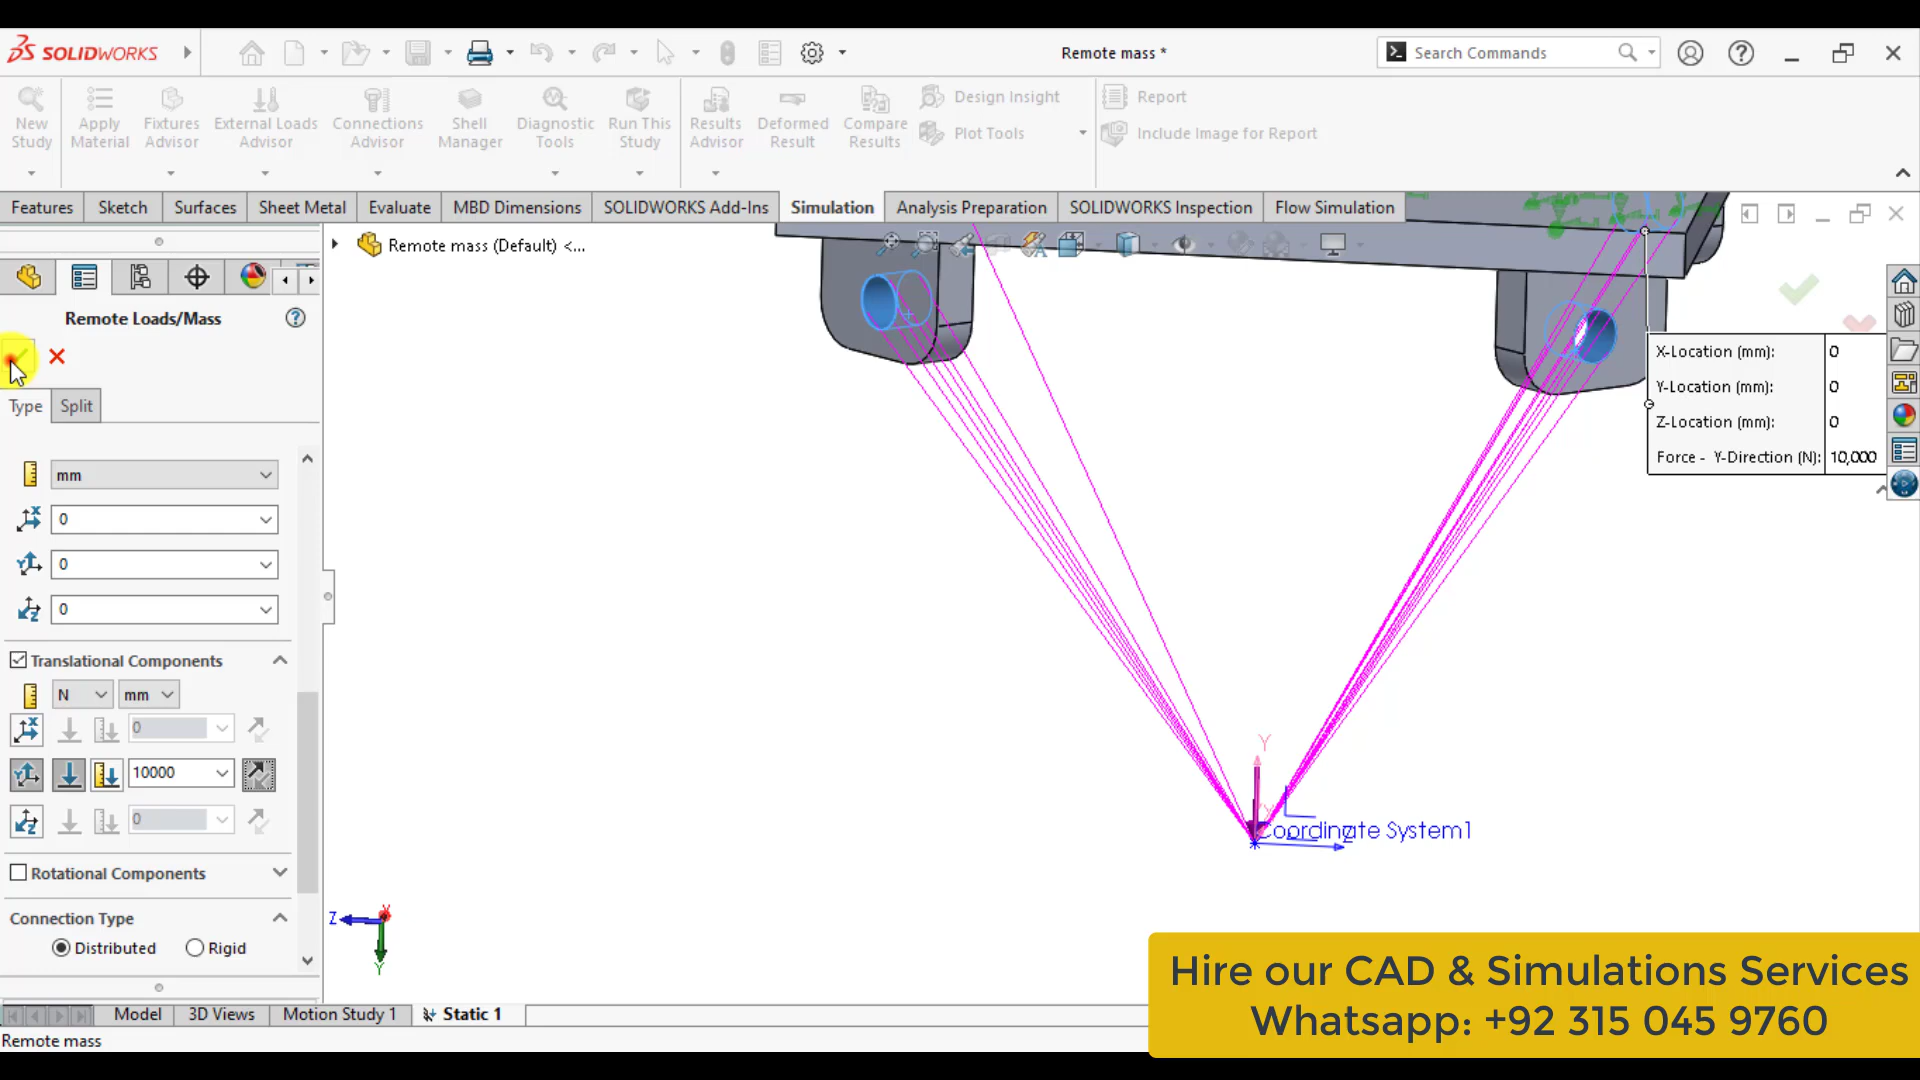 SOLIDWORKS
Remote mass *
Search Commands
New Study
Apply Material
Fixtures Advisor
External Loads Advisor
Connections Advisor
Shell Manager
Diagnostic Tools
Run This Study
Results Advisor
Deformed Result
Compare Results
Design Insight
Plot Tools
Report
Include Image for Report
Features
Sketch
Surfaces
Sheet Metal
Evaluate
MBD Dimensions
SOLIDWORKS Add-Ins
Simulation
Analysis Preparation
SOLIDWORKS Inspection
Flow Simulation
Remote mass (Default) <...
Remote Loads/Mass
Type
Split
mm
0
0
0
Translational Components
N
mm
0
10000
0
Rotational Components
Connection Type
Distributed
Rigid
X-Location (mm): 0
Y-Location (mm): 0
Z-Location (mm): 0
Force - Y-Direction (N): 10,000
Y
Coordinate System1
Z
Y
Hire our CAD & Simulations Services
Whatsapp: +92 315 045 9760
Model
3D Views
Motion Study 1
Static 1
Remote mass